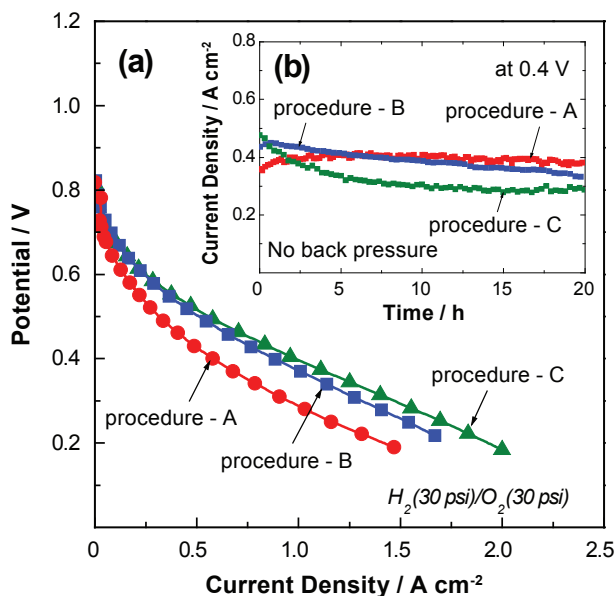 1.2
1.0
0.8
0.6
0.4
0.2
Potential / V
(a)
0
0.5
1.0
1.5
2.0
2.5
Current Density / A cm-2
procedure - A
procedure - B
procedure - C
H2(30 psi)/O2(30 psi)
0.8
0.6
0.4
0.2
Current Density / A cm-2
(b)
at 0.4 V
procedure - B
procedure - A
procedure - C
No back pressure
0
5
10
15
20
Time / h